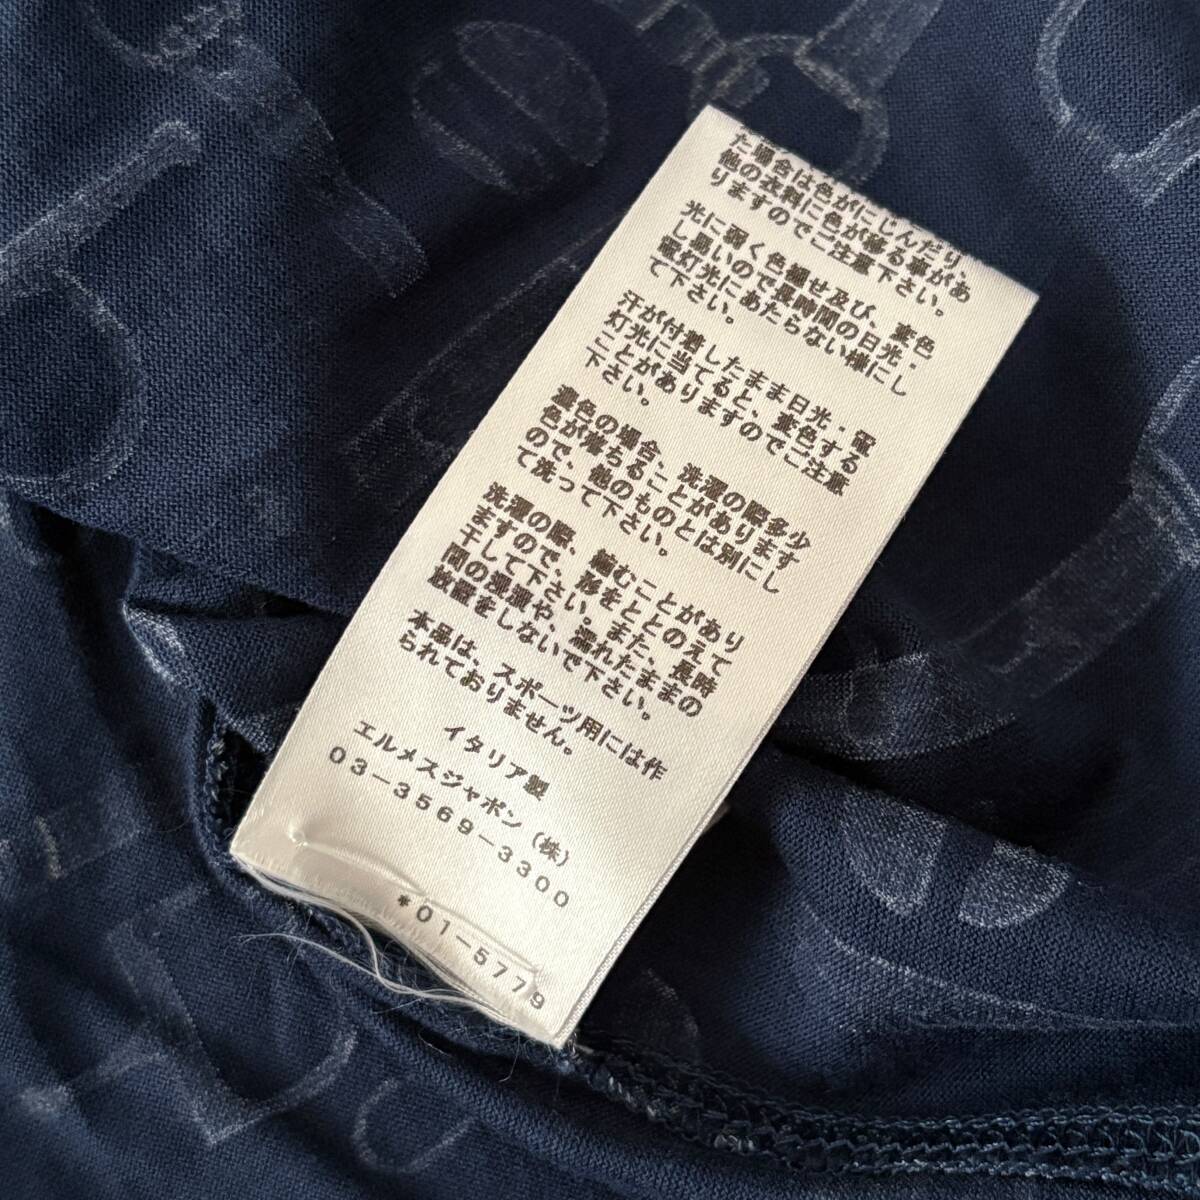 た場合は色がにじんだり、
他の衣料に色が移る事があ
りますのでご注意下さい。
光に弱く色褪せ及び、変色
し易いので長時間の日光・
電灯光にあたらない様にし
て下さい。
汗が付着したまま日光・電
灯光に当てると、変色する
ことがありますのでご注意
下さい。
濃色の場合、洗濯の際多少
色が落ちることがあります
ので、他のものとは別にし
て洗って下さい。
洗濯の際、縮むことがあり
ますので、形をととのえて
干して下さい。また、長時
間の浸漬や、濡れたままの
放置をしないで下さい。
本品は、スポーツ用には作
られておりません。
イタリア製
エルメスジャポン(株)
03-3569-3300
*01-5779